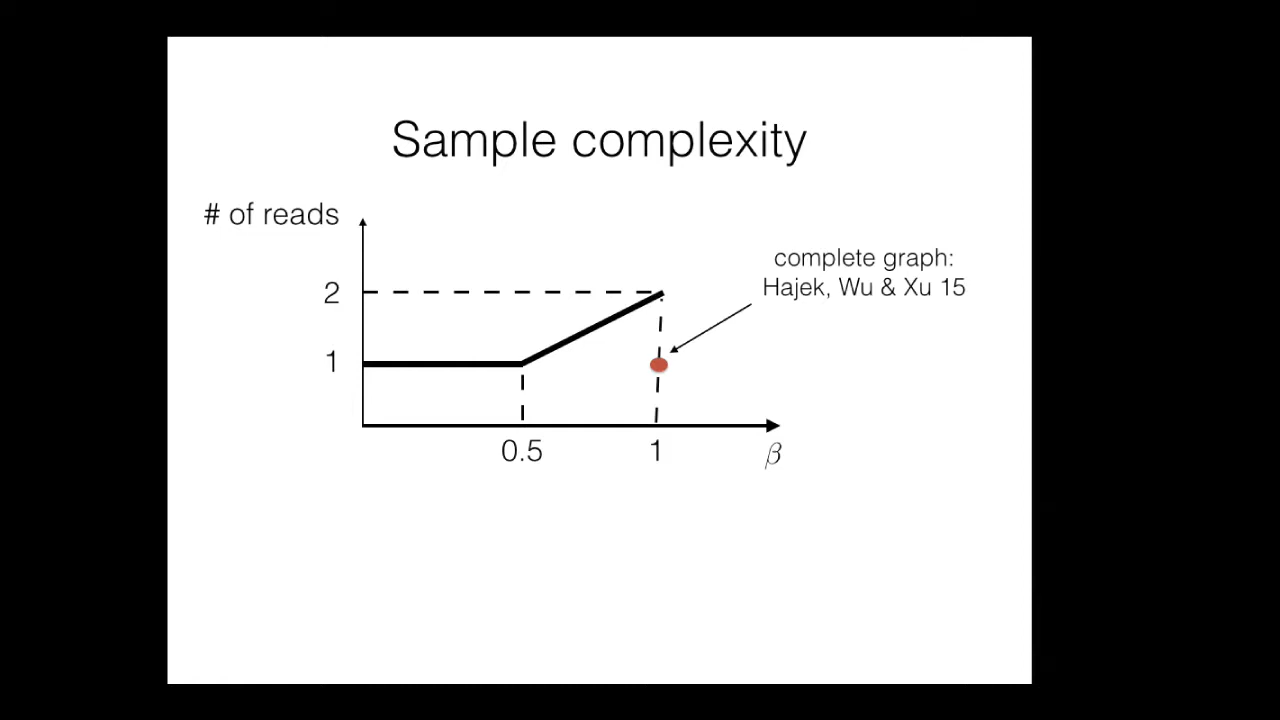 Sample complexity
# of reads
complete graph:
Hajek, Wu & Xu 15
2
1
0.5
1
β